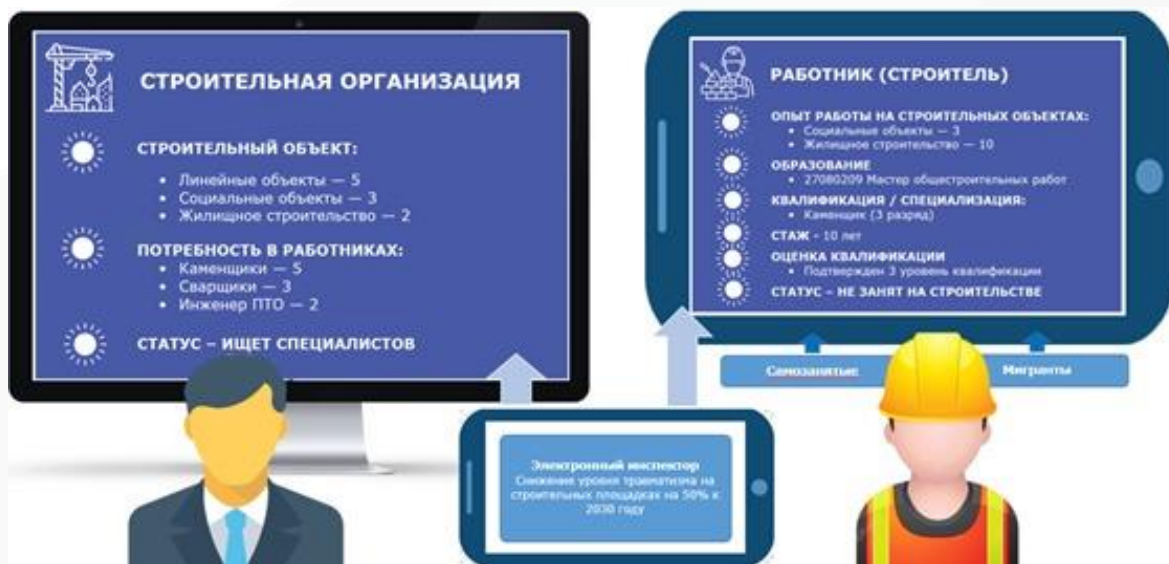 СТРОИТЕЛЬНАЯ ОРГАНИЗАЦИЯ
СТРОИТЕЛЬНЫЙ ОБЪЕКТ:
• Линейные объекты — 5
• Социальные объекты — 3
• Жилищное строительство — 2
ПОТРЕБНОСТЬ В РАБОТНИКАХ:
• Каменщики — 5
• Сварщики — 3
• Инженер ПТО — 2
СТАТУС – ИЩЕТ СПЕЦИАЛИСТОВ
РАБОТНИК (СТРОИТЕЛЬ)
ОПЫТ РАБОТЫ НА СТРОИТЕЛЬНЫХ ОБЪЕКТАХ:
• Социальные объекты — 3
• Жилищное строительство — 10
ОБРАЗОВАНИЕ
• 27080209 Мастер общестроительных работ
КВАЛИФИКАЦИЯ / СПЕЦИАЛИЗАЦИЯ:
• Каменщик (3 разряд)
СТАЖ - 10 лет
ОЦЕНКА КВАЛИФИКАЦИИ
• Подтвержден 3 уровень квалификации
СТАТУС – НЕ ЗАНЯТ НА СТРОИТЕЛЬСТВЕ
Самозанятые
Мигранты
Электронный инспектор
Снижения уровня травматизма на
строительных площадках на 50% к
2030 году